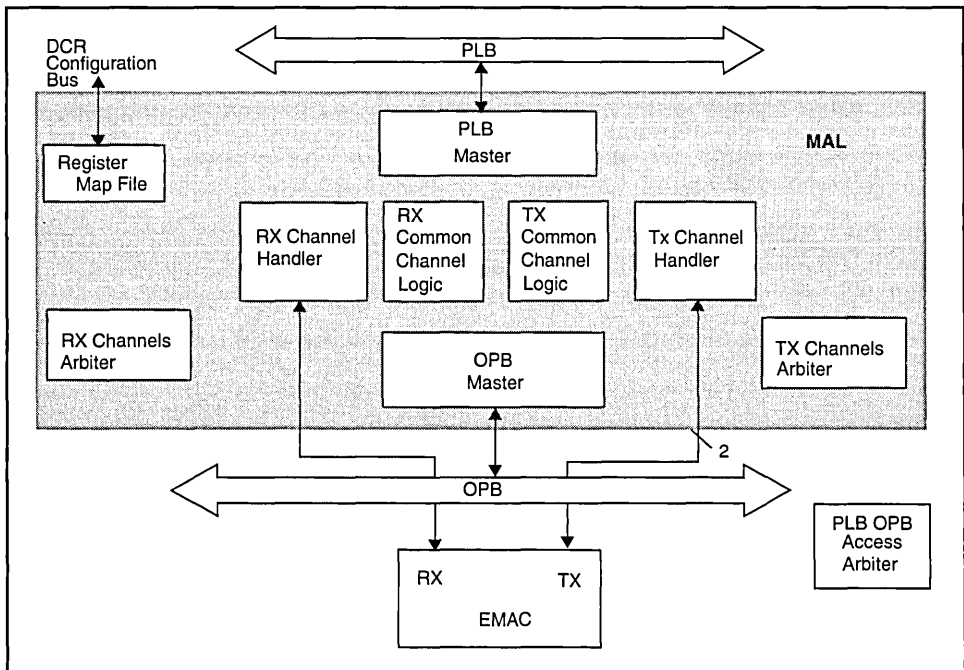 DCR
Configuration
Bus
PLB
PLB
Master
MAL
Register
Map File
RX Channel
Handler
RX
Common
Channel
Logic
TX
Common
Channel
Logic
Tx Channel
Handler
RX Channels
Arbiter
OPB
Master
TX Channels
Arbiter
2
OPB
PLB OPB
Access
Arbiter
RX
TX
EMAC